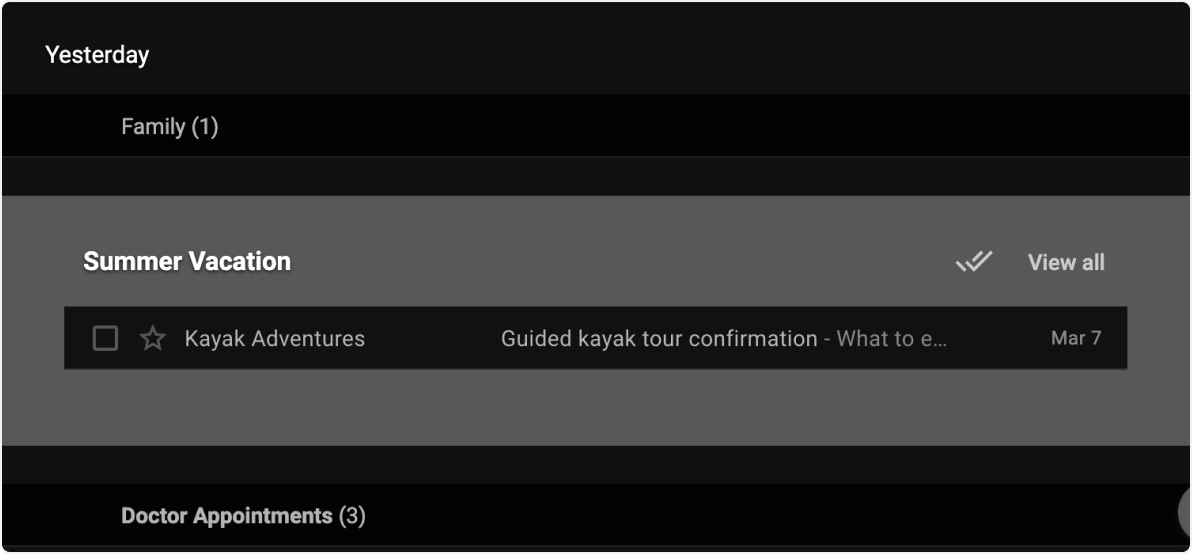 Yesterday
Family (1)
Summer Vacation View all
Kayak Adventures Guided kayak tour confirmation - What to e… Mar 7
Doctor Appointments (3)